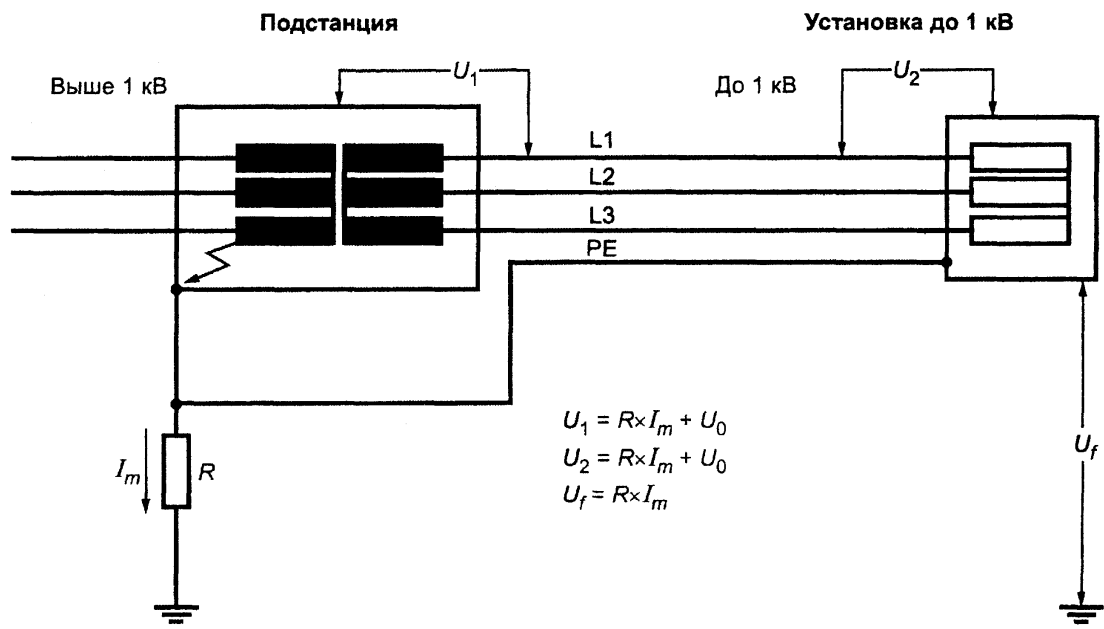 Подстанция
Установка до 1 кВ
Выше 1 кВ
U1
До 1 кВ
U2
L1
L2
L3
PE
U1 = R×Im + U0
U2 = R×Im + U0
Uf = R×Im
Im
R
Uf